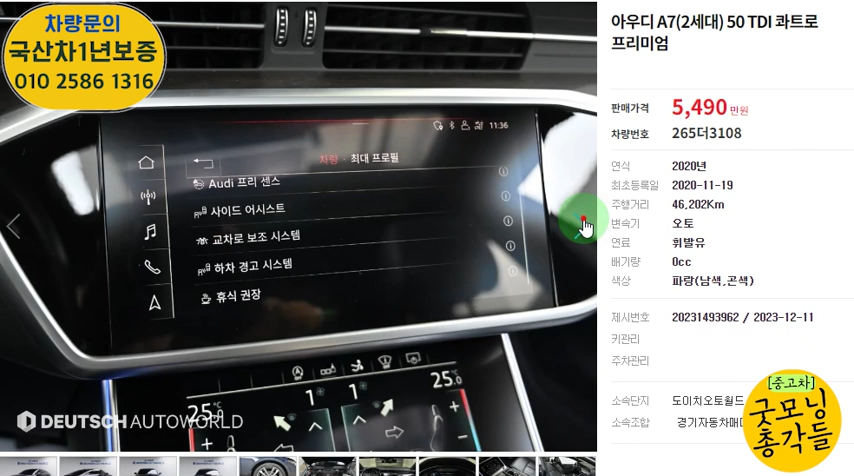 차량문의
국산차1년보증
010 2586 1316
11:36
차량 · 최대 프로필
Audi 프리 센스
사이드 어시스트
교차로 보조 시스템
하차 경고 시스템
휴식 권장
25.0°C
1
1
25.0
DEUTSCH AUTOWORLD
아우디 A7(2세대) 50 TDI 콰트로
프리미엄
판매가격 5,490 만원
차량번호 265더3108
연식 2020년
최초등록일 2020-11-19
주행거리 46,202Km
변속기 오토
연료 휘발유
배기량 0cc
색상 파랑(남색,곤색)
제시번호 20231493962 / 2023-12-11
키관리
주차관리
소속단지 도이치오토월드
소속조합 경기자동차매
[중고차]
굿모닝
총각들